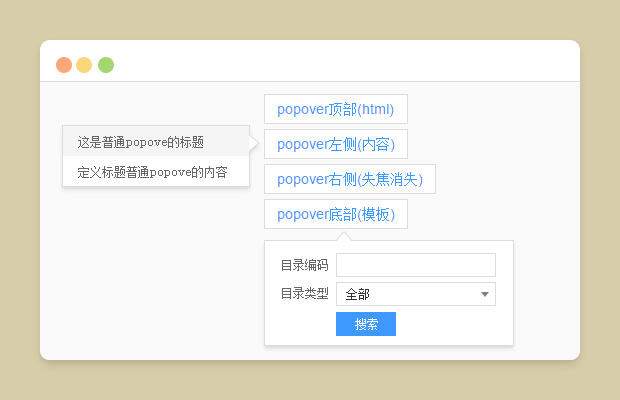 popover顶部(html)
这是普通popove的标题
定义标题普通popove的内容
popover左侧(内容)
popover右侧(失焦消失)
popover底部(模板)
目录编码
目录类型 全部
搜索